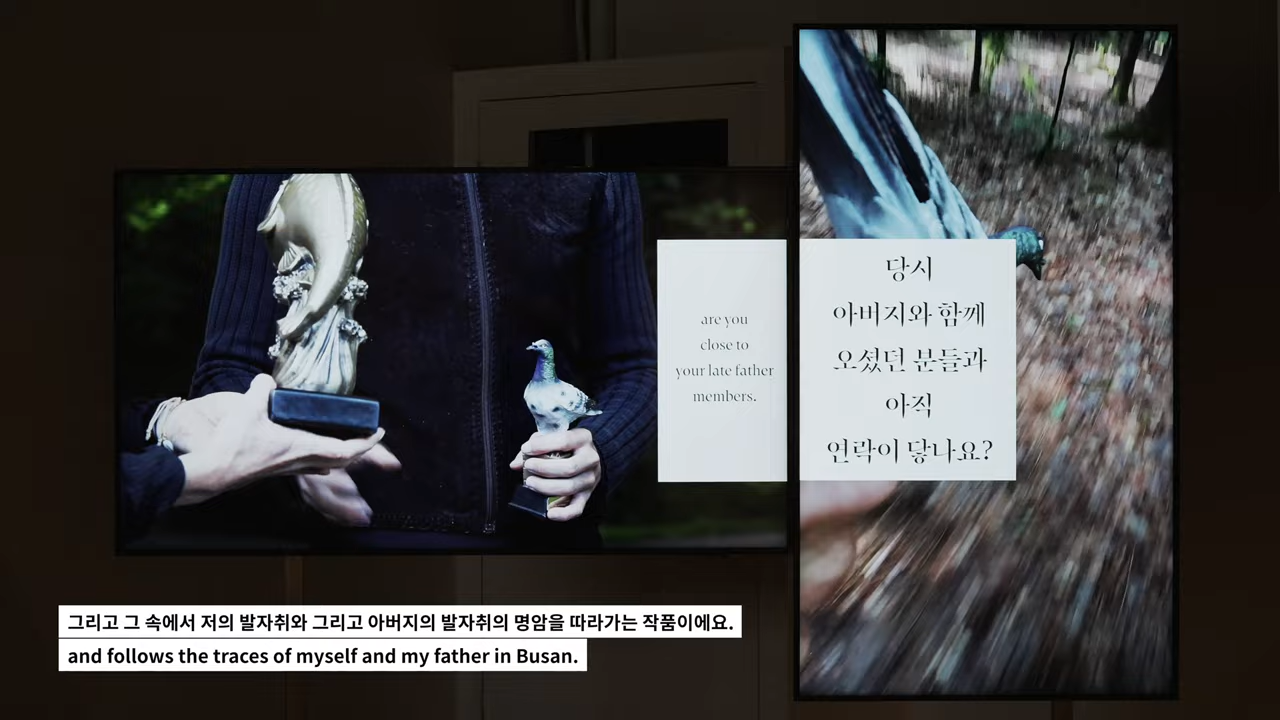 are you
close to
your late father
members.
당시
아버지와 함께
오셨던 분들과
아직
연락이 닿나요?
그리고 그 속에서 저의 발자취와 그리고 아버지의 발자취의 명암을 따라가는 작품이에요.
and follows the traces of myself and my father in Busan.